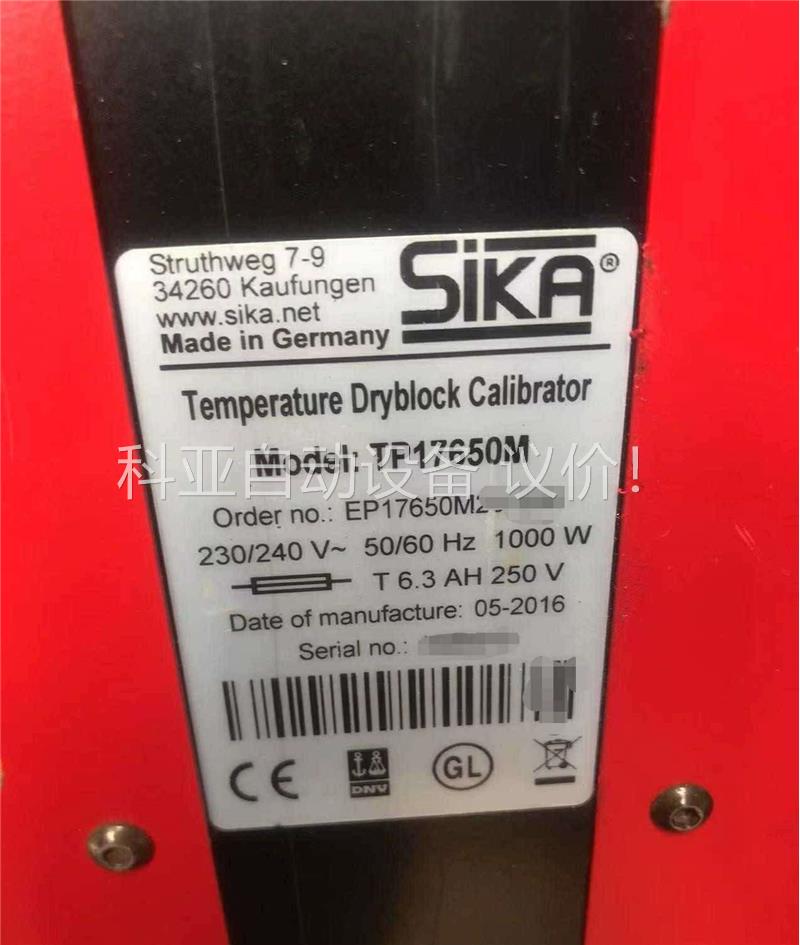 Struthweg 7-9
34260 Kaufungen
www.sika.net
Made in Germany
SiKA®
Temperature Dryblock Calibrator
Model: TP17650M
科亚自动设备 议价!
Order no.: EP17650M2
230/240 V~ 50/60 Hz 1000 W
T 6.3 AH 250 V
Date of manufacture: 05-2016
Serial no.:
CE
DNV
GL